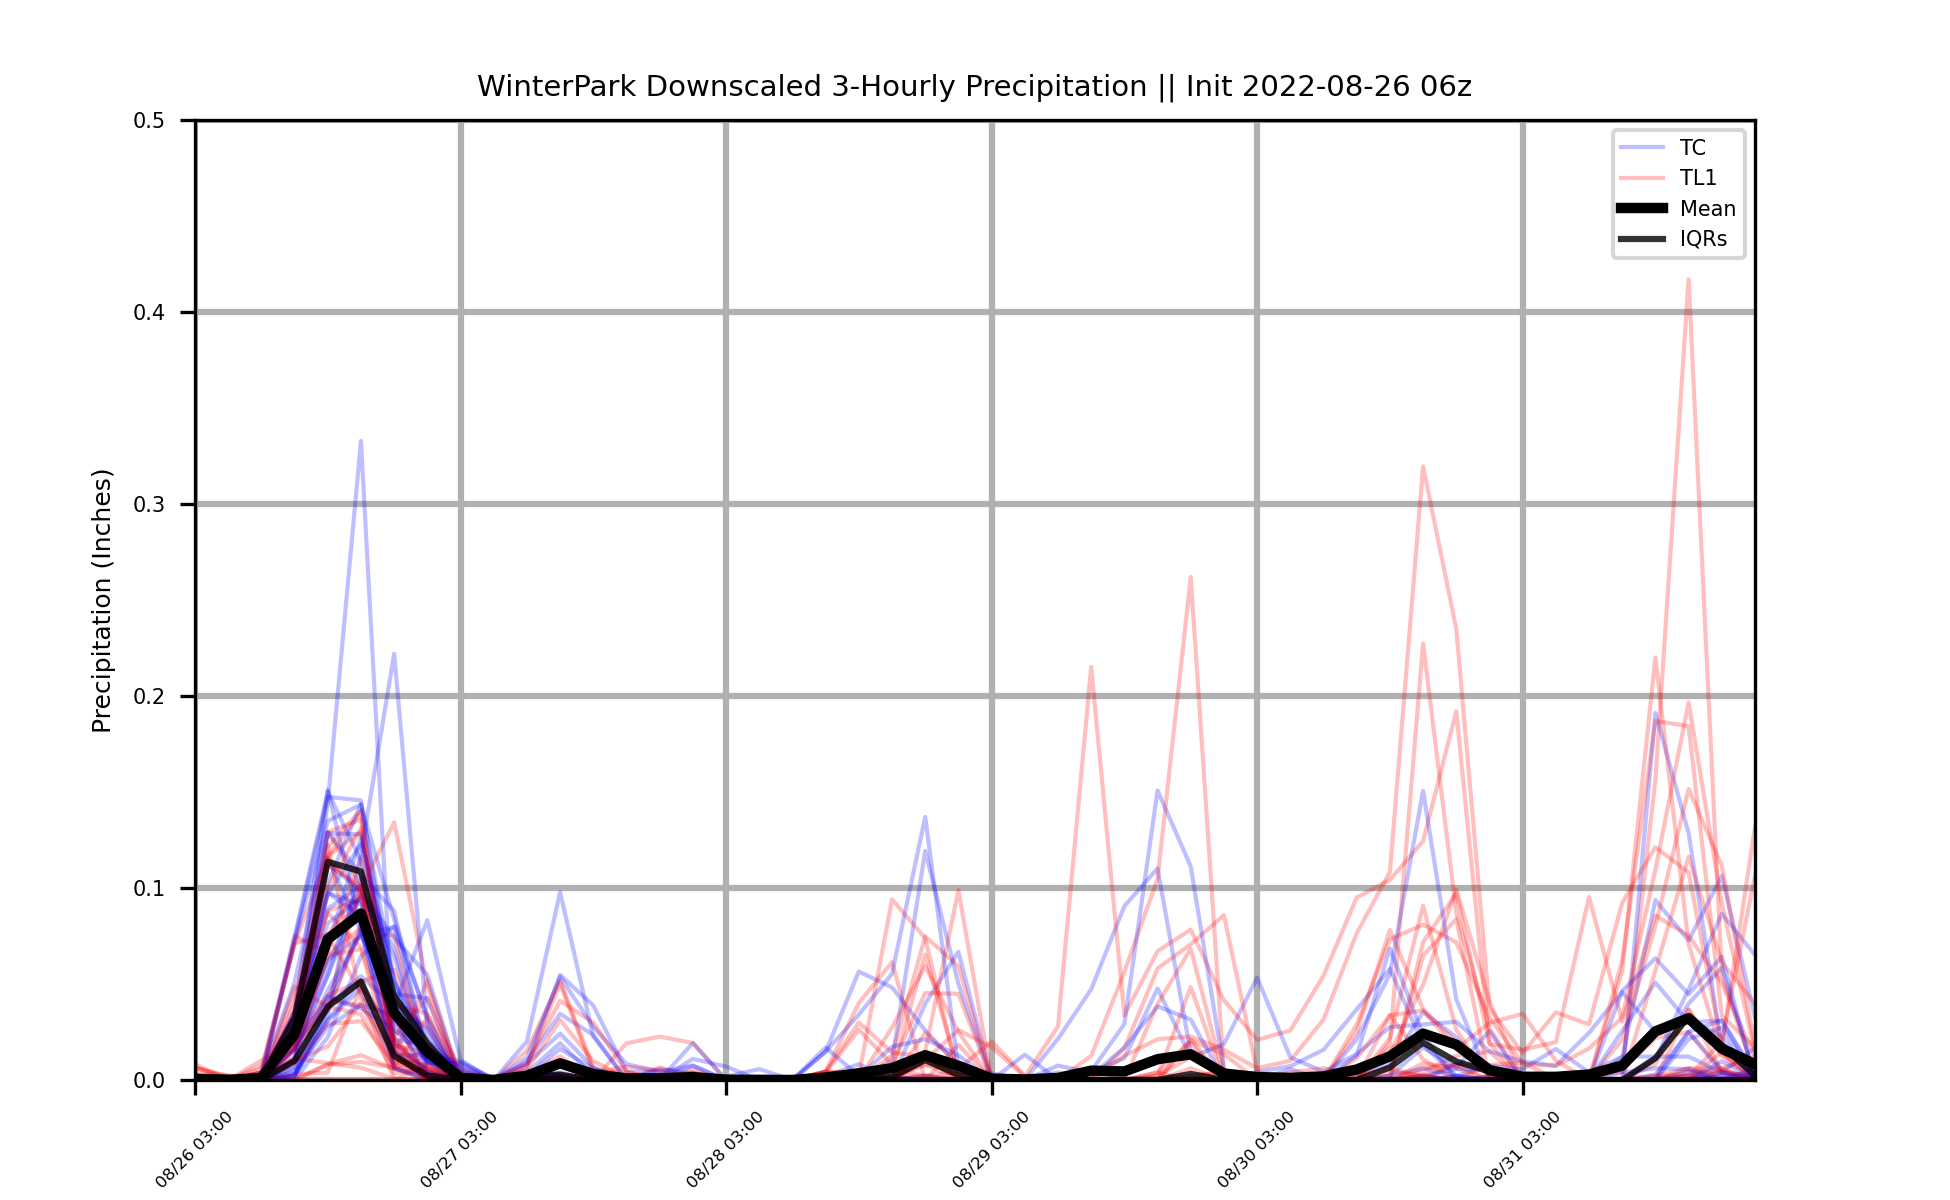 WinterPark Downscaled 3-Hourly Precipitation || Init 2022-08-26 06z
0.5
0.4
0.3
0.2
0.1
0.0
Precipitation (Inches)
TC
TL1
Mean
IQRs
08/26 03:00
08/27 03:00
08/28 03:00
08/29 03:00
08/30 03:00
08/31 03:00